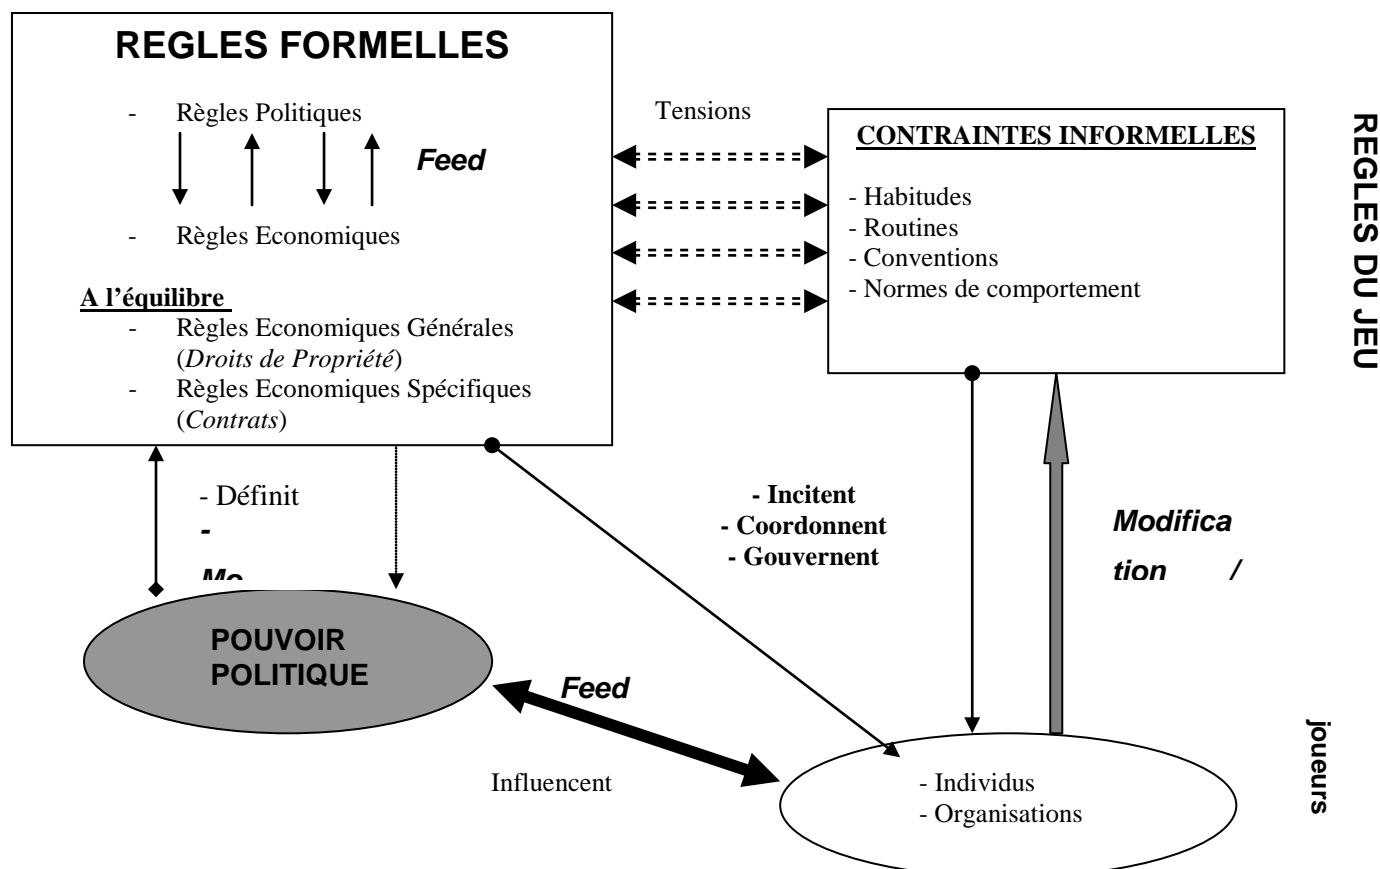 REGLES FORMELLES
- Règles Politiques
Feed
- Règles Economiques
A l’équilibre
- Règles Economiques Générales
(Droits de Propriété)
- Règles Economiques Spécifiques
(Contrats)
Tensions
CONTRAINTES INFORMELLES
- Habitudes
- Routines
- Conventions
- Normes de comportement
REGLES DU JEU
- Définit
-
- Incitent
- Coordonnent
- Gouvernent
Modifica
tion /
POUVOIR
POLITIQUE
Feed
Influencent
- Individus
- Organisations
joueurs